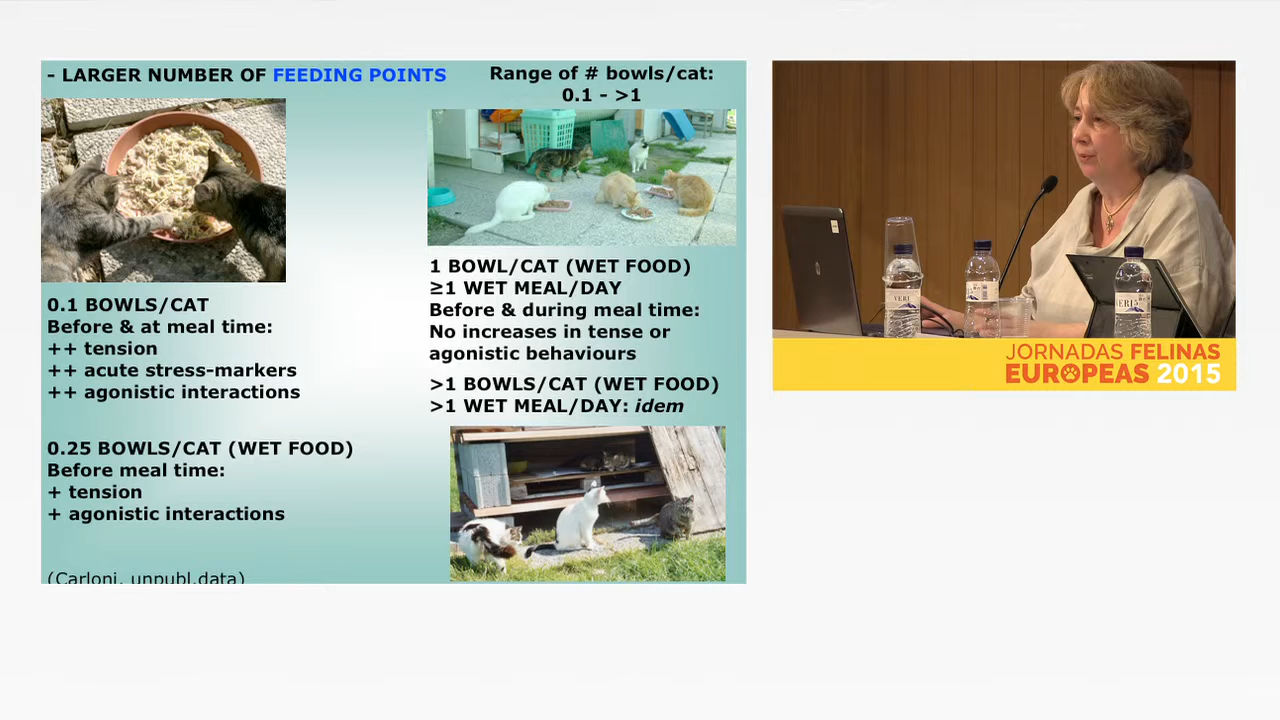 - LARGER NUMBER OF FEEDING POINTS
Range of # bowls/cat:
0.1 - >1
0.1 BOWLS/CAT
Before & at meal time:
++ tension
++ acute stress-markers
++ agonistic interactions
0.25 BOWLS/CAT (WET FOOD)
Before meal time:
+ tension
+ agonistic interactions
(Carloni, unpubl.data)
1 BOWL/CAT (WET FOOD)
≥1 WET MEAL/DAY
Before & during meal time:
No increases in tense or
agonistic behaviours
>1 BOWLS/CAT (WET FOOD)
>1 WET MEAL/DAY: idem
VERI
VERI
JORNADAS FELINAS
EUROPEAS 2015